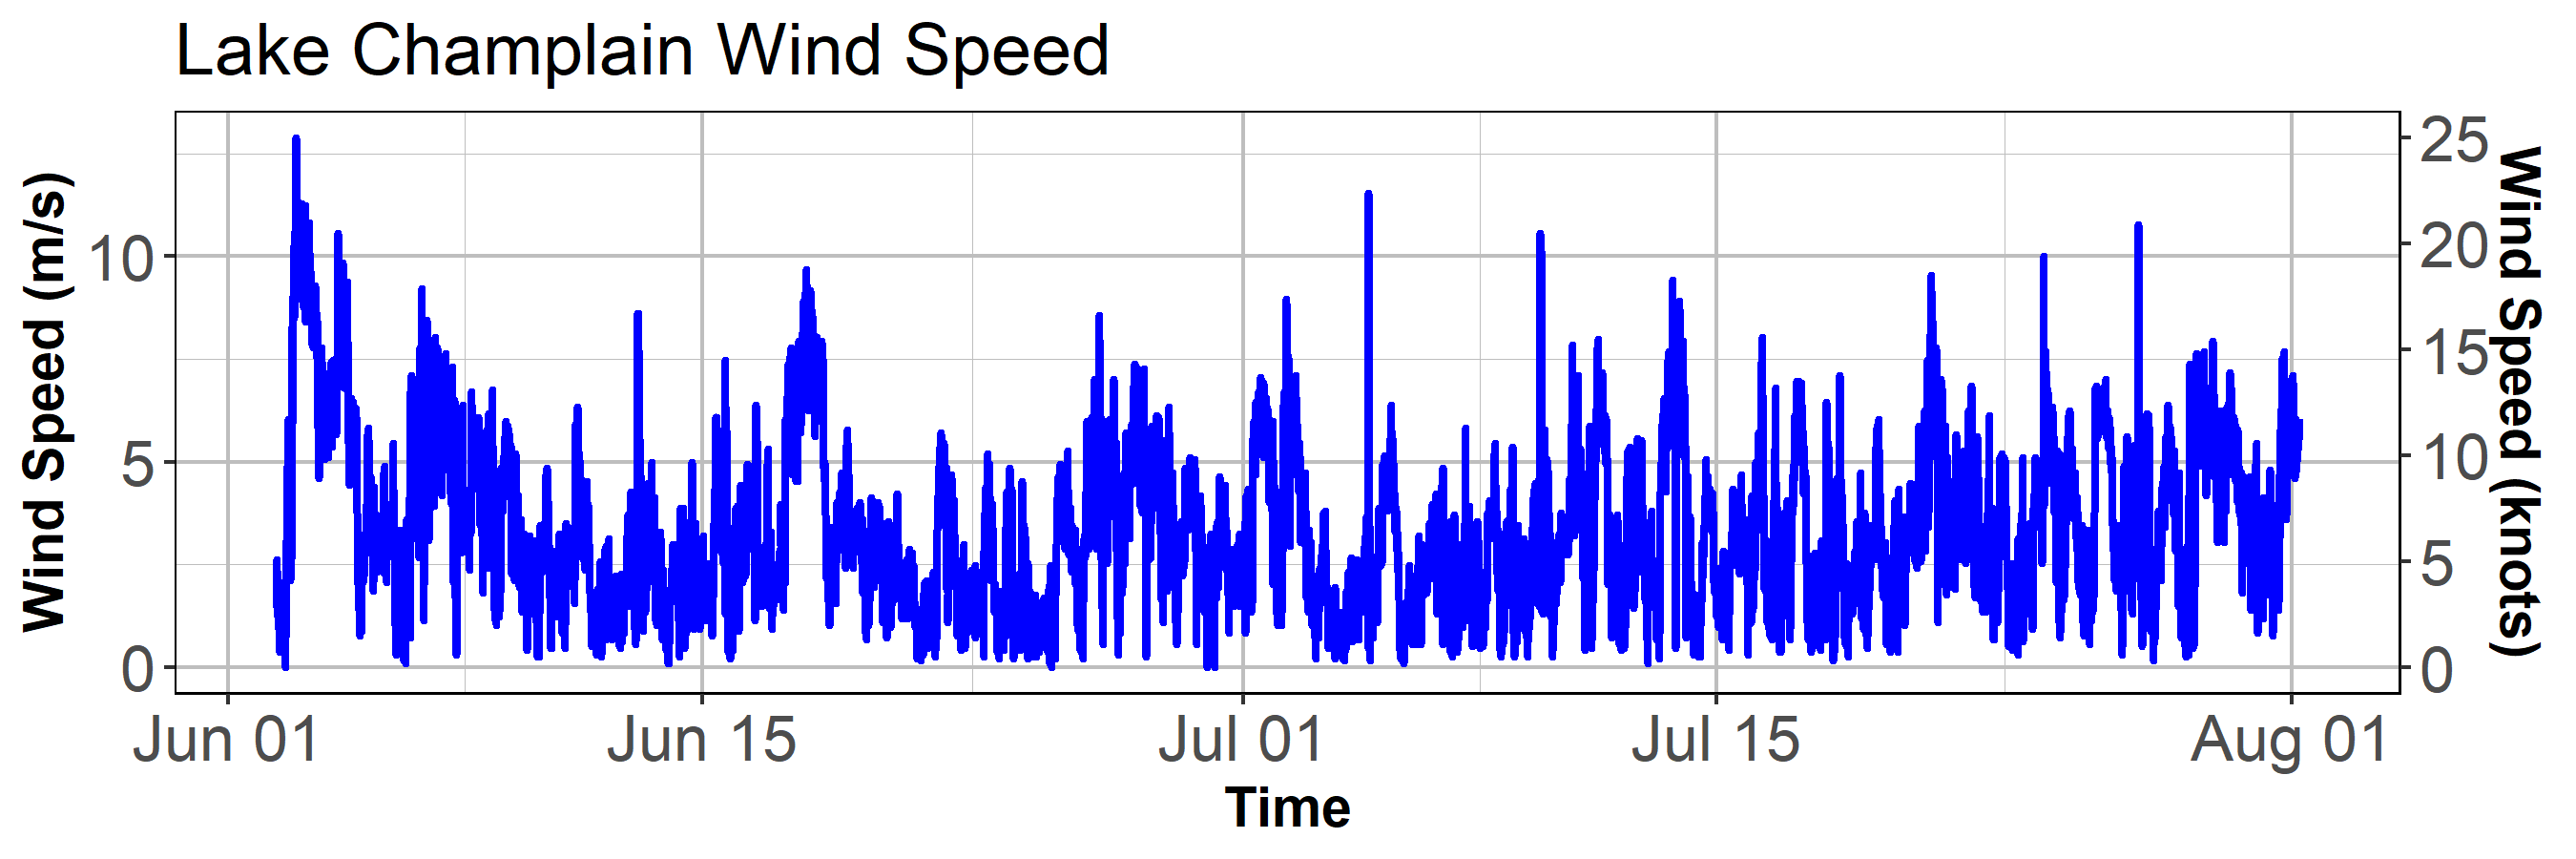 Lake Champlain Wind Speed
Wind Speed (m/s)
10
5
0
25
20
15
10
5
0
Wind Speed (knots)
Jun 01
Jun 15
Jul 01
Jul 15
Aug 01
Time